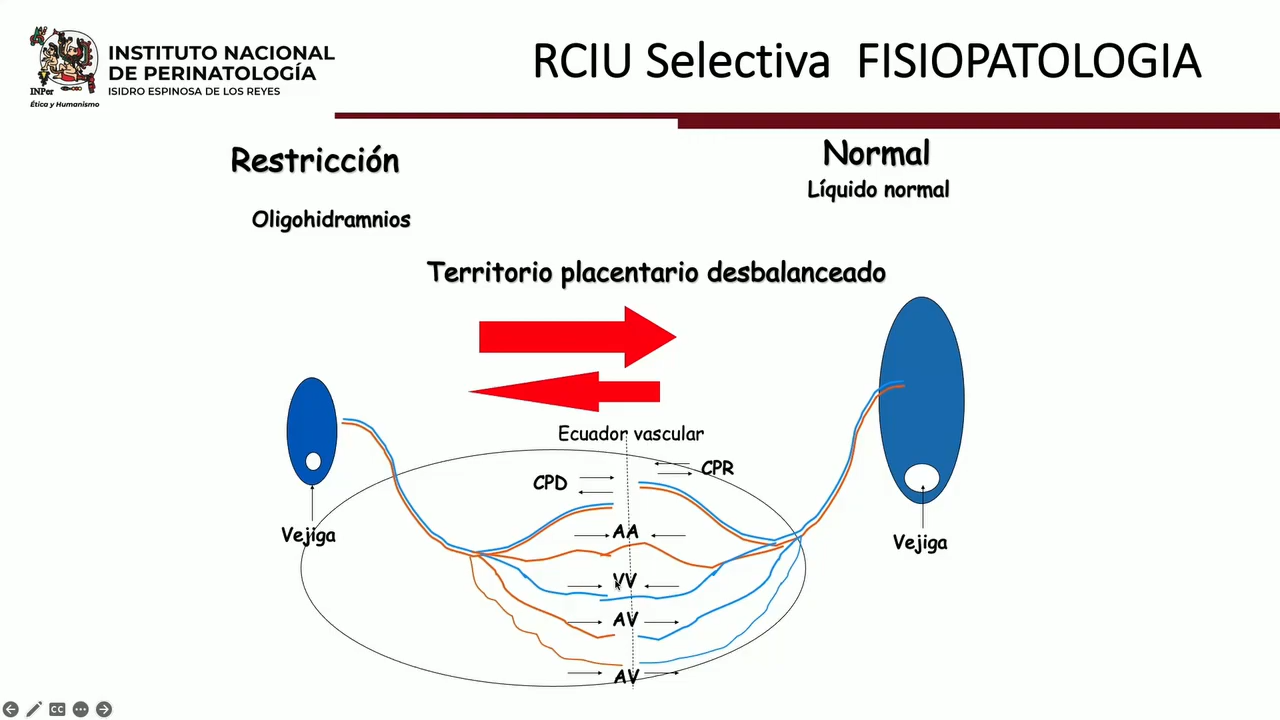 INSTITUTO NACIONAL
DE PERINATOLOGÍA
ISIDRO ESPINOSA DE LOS REYES
INPer
Ética y Humanismo
RCIU Selectiva FISIOPATOLOGIA
Restricción
Normal
Líquido normal
Oligohidramnios
Territorio placentario desbalanceado
Ecuador vascular
CPD
CPR
AA
Vejiga
Vejiga
VV
AV
AV
CC